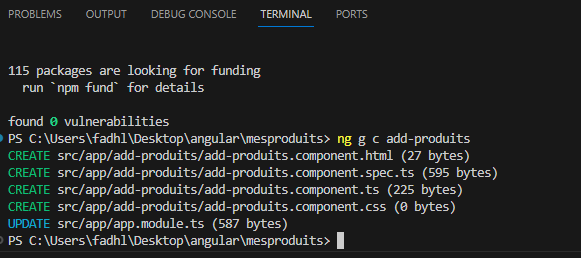 PROBLEMS OUTPUT DEBUG CONSOLE TERMINAL PORTS
115 packages are looking for funding
  run `npm fund` for details
found 0 vulnerabilities
PS C:\Users\fadhl\Desktop\angular\mesproduits> ng g c add-produits
CREATE src/app/add-produits/add-produits.component.html (27 bytes)
CREATE src/app/add-produits/add-produits.component.spec.ts (595 bytes)
CREATE src/app/add-produits/add-produits.component.ts (225 bytes)
CREATE src/app/add-produits/add-produits.component.css (0 bytes)
UPDATE src/app/app.module.ts (587 bytes)
PS C:\Users\fadhl\Desktop\angular\mesproduits>